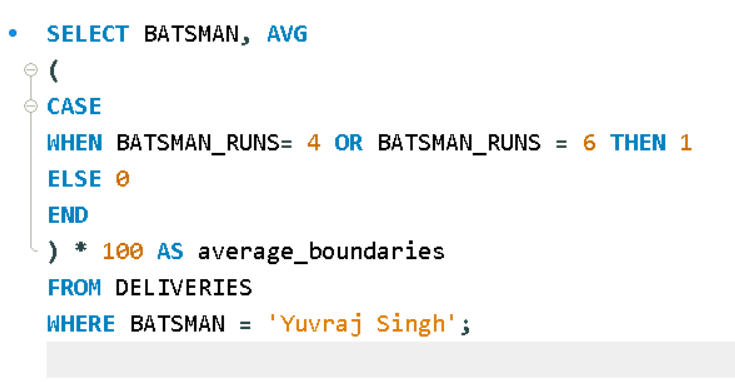 SELECT BATSMAN, AVG
(
CASE
WHEN BATSMAN_RUNS= 4 OR BATSMAN_RUNS = 6 THEN 1
ELSE 0
END
) * 100 AS average_boundaries
FROM DELIVERIES
WHERE BATSMAN = 'Yuvraj Singh';